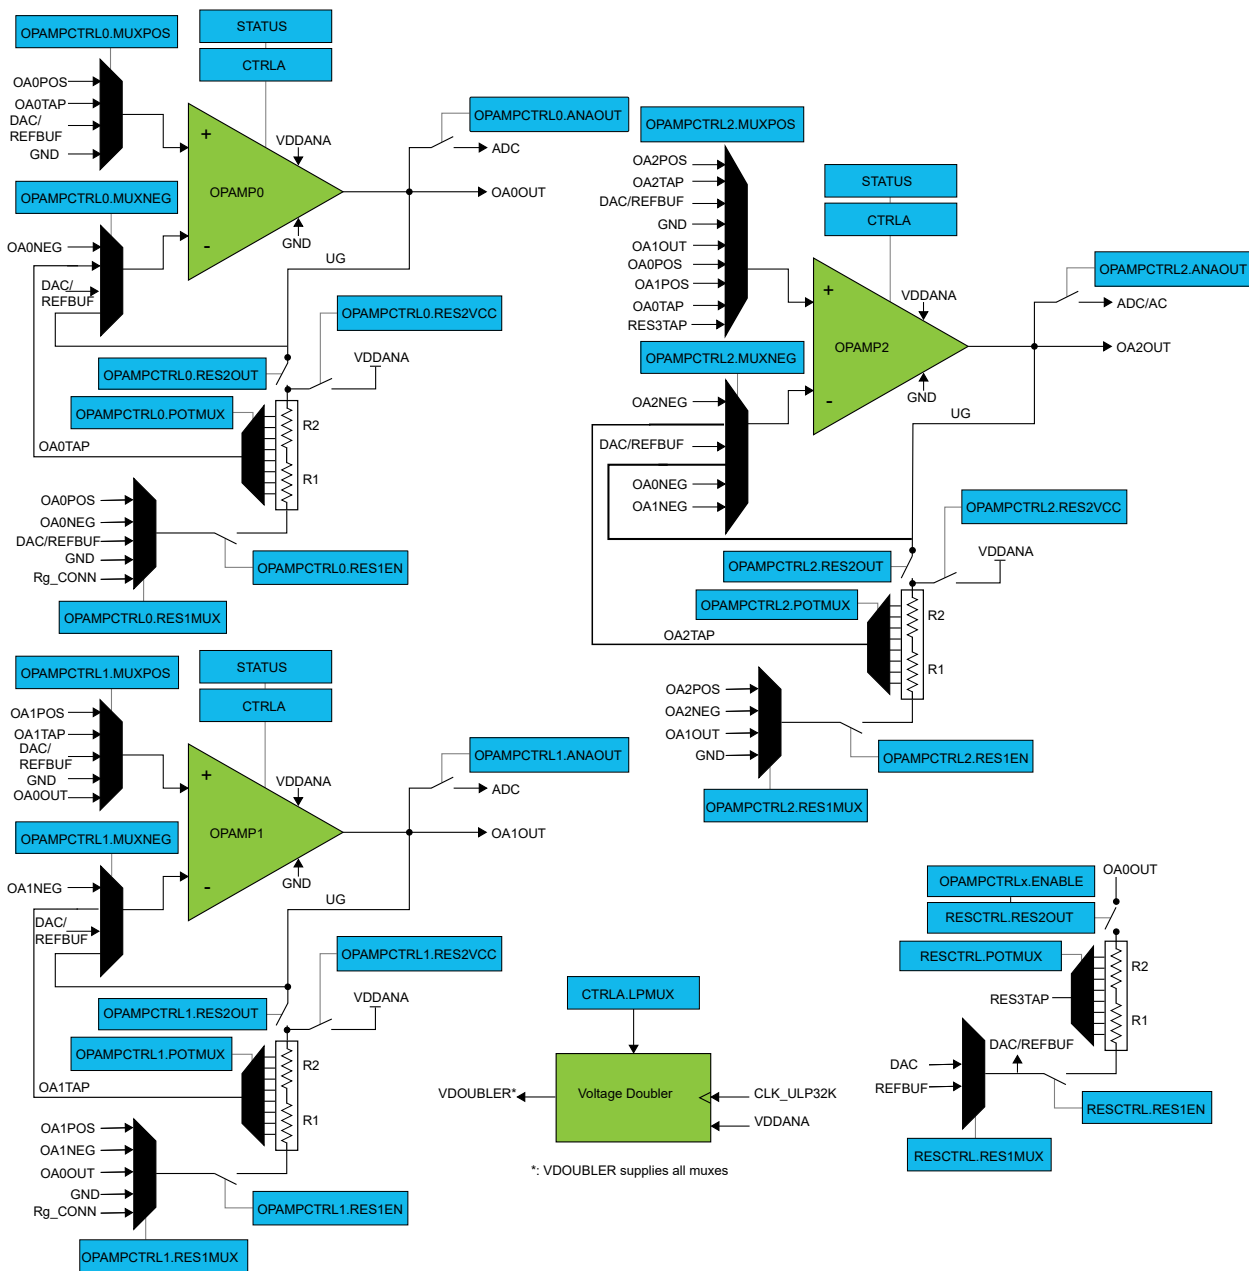 OPAMPCTRL0.MUXPOS
STATUS
CTRLA
OA0POS
OA0TAP
DAC/
REFBUF
GND
+
-
OPAMP0
VDDANA
GND
OPAMPCTRL0.ANAOUT
ADC
OA0OUT
OPAMPCTRL0.MUXNEG
OA0NEG
DAC/
REFBUF
UG
OPAMPCTRL0.RES2VCC
VDDANA
OPAMPCTRL0.RES2OUT
OPAMPCTRL0.POTMUX
OA0TAP
R2
R1
OA0POS
OA0NEG
DAC/REFBUF
GND
Rg_CONN
OPAMPCTRL0.RES1EN
OPAMPCTRL0.RES1MUX
OPAMPCTRL2.MUXPOS
STATUS
CTRLA
OA2POS
OA2TAP
DAC/REFBUF
GND
OA1OUT
OA0POS
OA1POS
OA0TAP
RES3TAP
+
-
OPAMP2
VDDANA
GND
OPAMPCTRL2.ANAOUT
ADC/AC
OA2OUT
OPAMPCTRL2.MUXNEG
OA2NEG
DAC/REFBUF
OA0NEG
OA1NEG
UG
OPAMPCTRL2.RES2VCC
VDDANA
OPAMPCTRL2.RES2OUT
OPAMPCTRL2.POTMUX
OA2TAP
R2
R1
OA2POS
OA2NEG
OA1OUT
GND
OPAMPCTRL2.RES1EN
OPAMPCTRL2.RES1MUX
OPAMPCTRL1.MUXPOS
STATUS
CTRLA
OA1POS
OA1TAP
DAC/
REFBUF
GND
OA0OUT
+
-
OPAMP1
VDDANA
GND
OPAMPCTRL1.ANAOUT
ADC
OA1OUT
OPAMPCTRL1.MUXNEG
OA1NEG
DAC/
REFBUF
UG
OPAMPCTRL1.RES2VCC
VDDANA
OPAMPCTRL1.RES2OUT
OPAMPCTRL1.POTMUX
OA1TAP
R2
R1
OA1POS
OA1NEG
OA0OUT
GND
Rg_CONN
OPAMPCTRL1.RES1EN
OPAMPCTRL1.RES1MUX
CTRLA.LPMUX
VDOUBLER*
Voltage Doubler
CLK_ULP32K
VDDANA
*: VDOUBLER supplies all muxes
OPAMPCTRLx.ENABLE
OA0OUT
RESCTRL.RES2OUT
RESCTRL.POTMUX
RES3TAP
R2
R1
DAC/REFBUF
DAC
REFBUF
RESCTRL.RES1EN
RESCTRL.RES1MUX